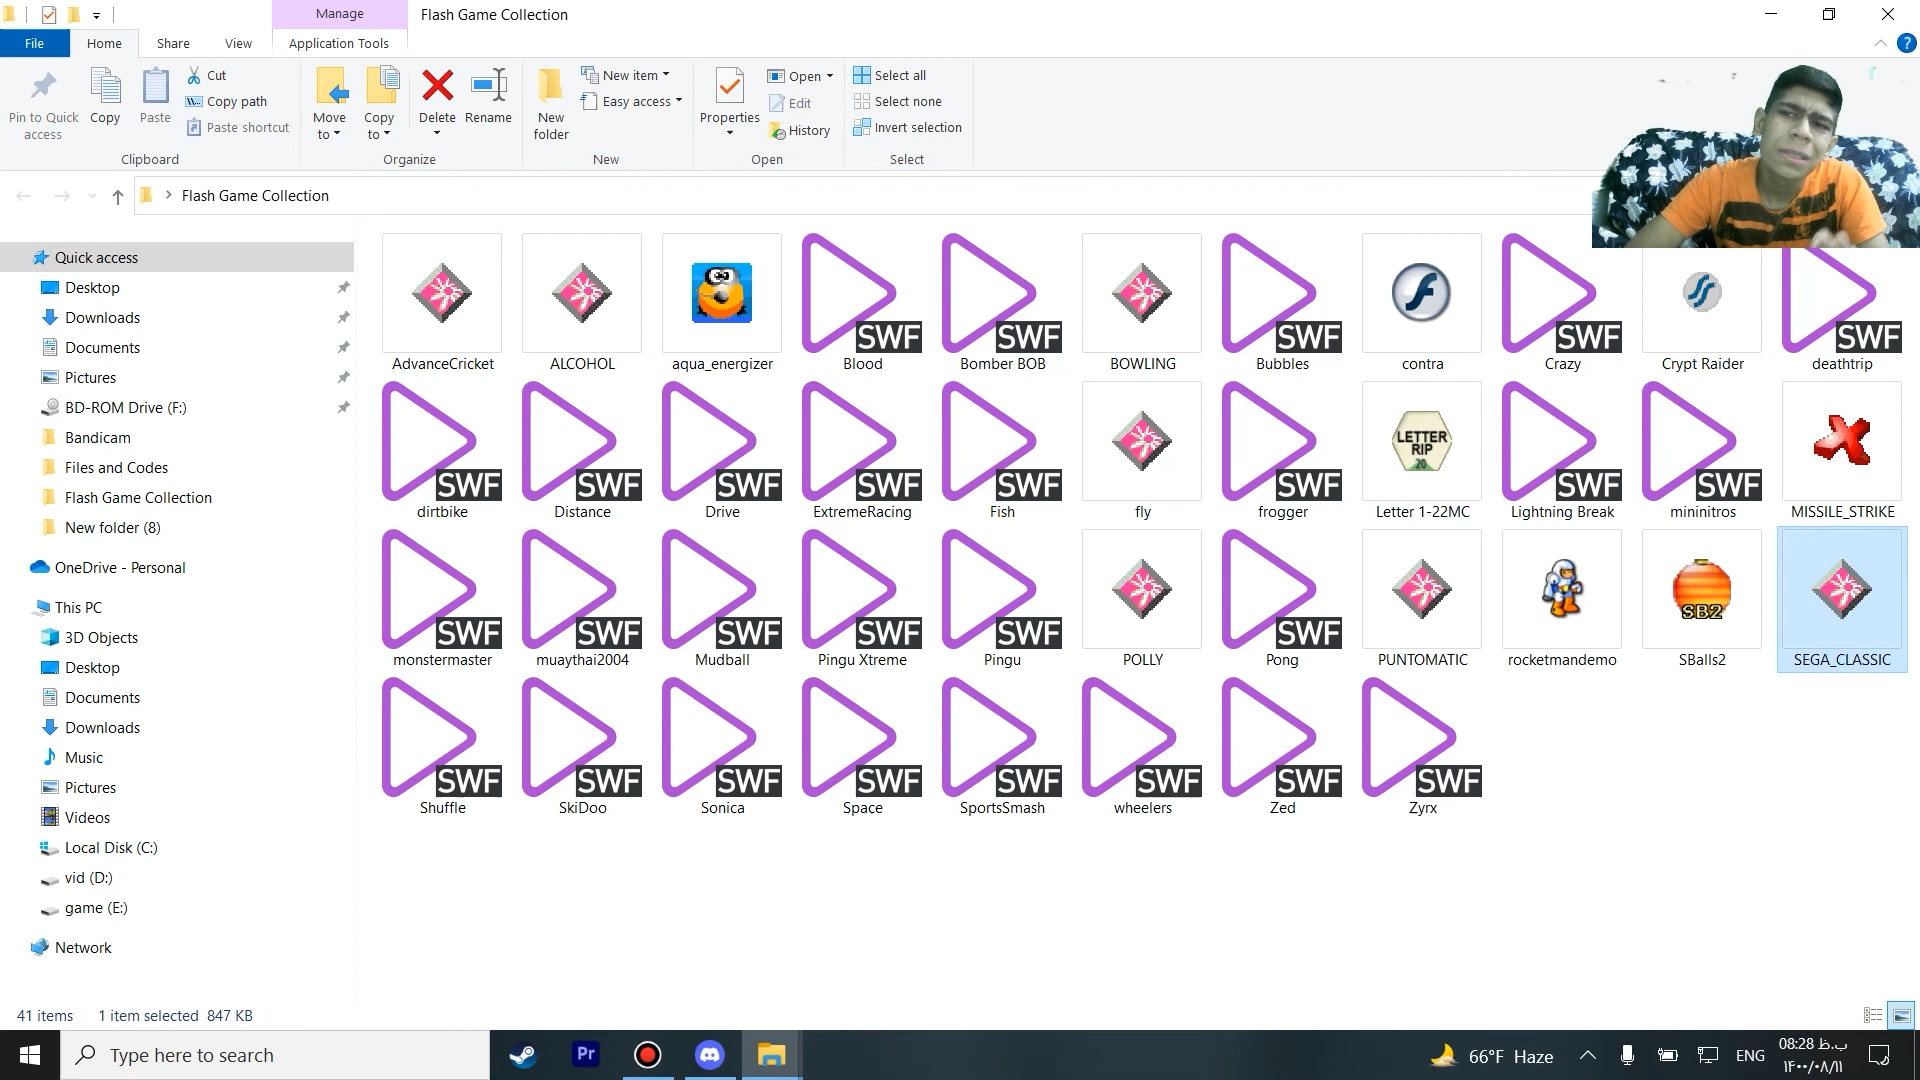 Manage
Flash Game Collection
File
Home
Share
View
Application Tools
?
Pin to Quick access
Copy
Paste
Cut
Copy path
Paste shortcut
Clipboard
Move to
Copy to
Delete
Rename
Organize
New folder
New item
Easy access
New
Properties
Open
Edit
History
Open
Select all
Select none
Invert selection
Select
Flash Game Collection
Quick access
Desktop
Downloads
Documents
Pictures
BD-ROM Drive (F:)
Bandicam
Files and Codes
Flash Game Collection
New folder (8)
OneDrive - Personal
This PC
3D Objects
Desktop
Documents
Downloads
Music
Pictures
Videos
Local Disk (C:)
vid (D:)
game (E:)
Network
SWF SWF SWF SWF SWF
AdvanceCricket ALCOHOL aqua_energizer Blood Bomber BOB BOWLING Bubbles contra Crazy Crypt Raider deathtrip
SWF SWF SWF SWF SWF SWF LETTER RIP 20 SWF SWF
dirtbike Distance Drive ExtremeRacing Fish fly frogger Letter 1-22MC Lightning Break mininitros MISSILE_STRIKE
SWF SWF SWF SWF SWF SWF SB2
monstermaster muaythai2004 Mudball Pingu Xtreme Pingu POLLY Pong PUNTOMATIC rocketmandemo SBalls2 SEGA_CLASSIC
SWF SWF SWF SWF SWF SWF SWF SWF
Shuffle SkiDoo Sonica Space SportsSmash wheelers Zed Zyrx
41 items 1 item selected 847 KB
Type here to search
Pr
66°F Haze
ENG
08:28 ب.ظ
۱۴۰۰/۰۸/۱۱